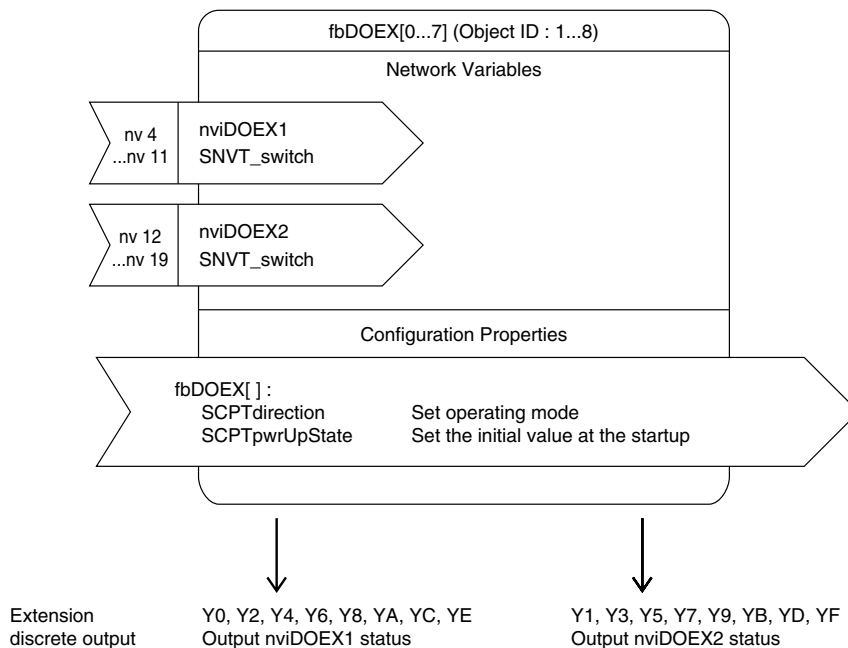 fbDOEX[0...7] (Object ID : 1...8)
Network Variables
nv 4
...nv 11
nviDOEX1
SNVT_switch
nv 12
...nv 19
nviDOEX2
SNVT_switch
Configuration Properties
fbDOEX[ ] :
SCPTdirection Set operating mode
SCPTpwrUpState Set the initial value at the startup
Extension
discrete output
Y0, Y2, Y4, Y6, Y8, YA, YC, YE
Output nviDOEX1 status
Y1, Y3, Y5, Y7, Y9, YB, YD, YF
Output nviDOEX2 status